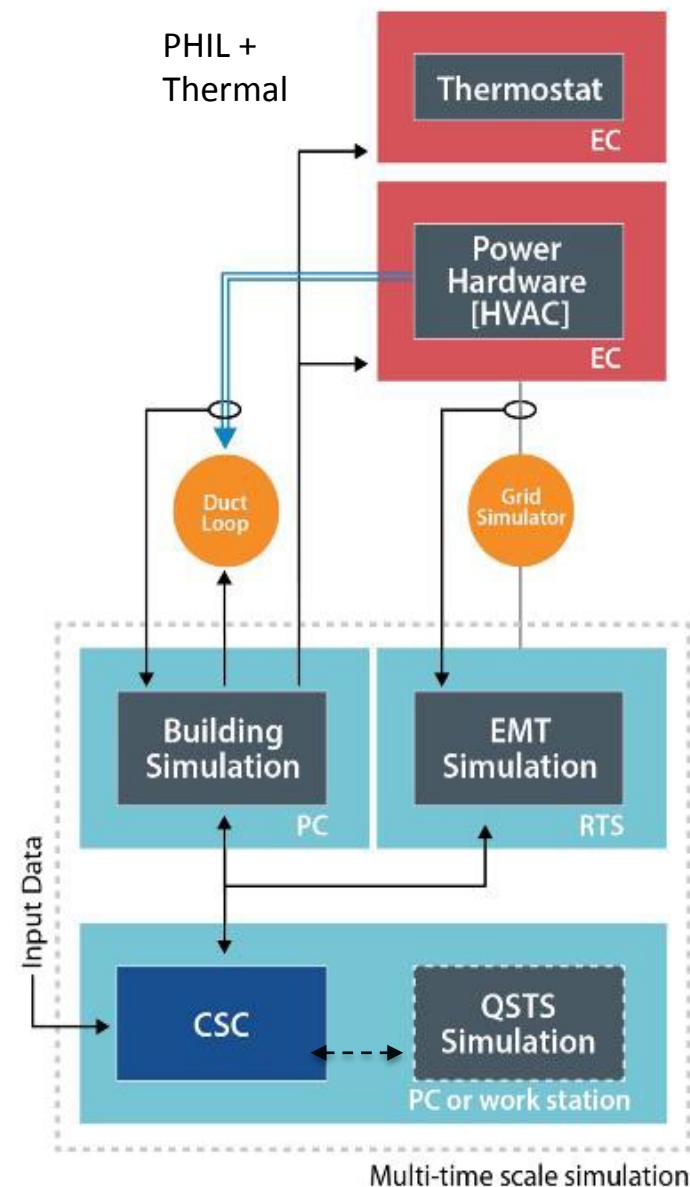 PHIL +
Thermal
Thermostat
EC
Power
Hardware
[HVAC]
EC
Duct
Loop
Grid
Simulator
Building
Simulation
PC
EMT
Simulation
RTS
Input Data
CSC
QSTS
Simulation
PC or work station
Multi-time scale simulation